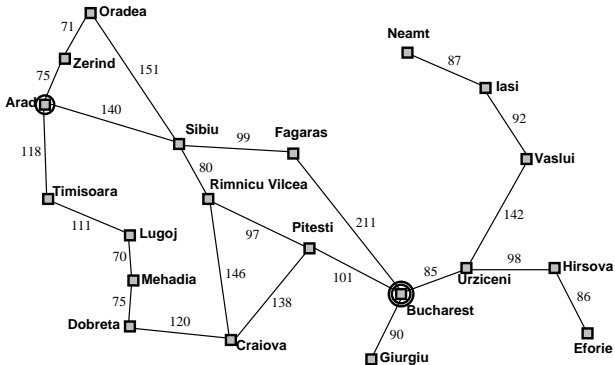 Oradea
71
Neamt
87
Zerind
75
151
Iasi
Arad
140
92
Sibiu
99
Fagaras
118
80
Vaslui
Timisoara
Rimnicu Vilcea
111
211
142
Lugoj
97
Pitesti
70
98
Mehadia
146
101
85
Hirsova
Urziceni
75
138
86
Bucharest
Dobreta
120
90
Craiova
Eforie
Giurgiu